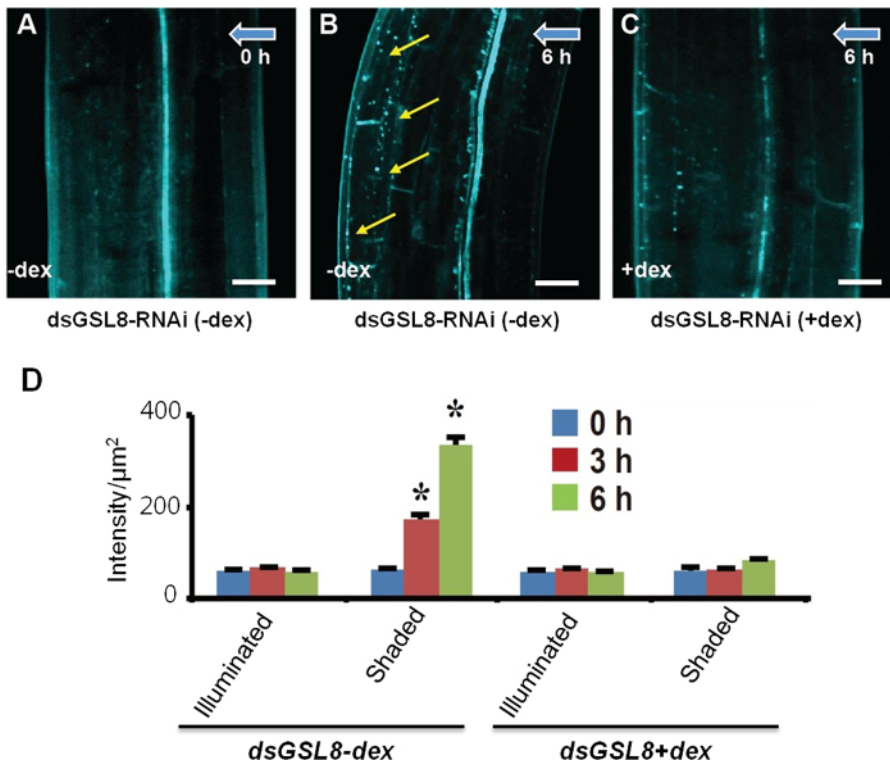 A
0 h
-dex
dsGSL8-RNAi (-dex)
B
6 h
-dex
dsGSL8-RNAi (-dex)
C
6 h
+dex
dsGSL8-RNAi (+dex)
D
Intensity/µm²
400
200
0
*
*
0 h
3 h
6 h
Illuminated
Shaded
Illuminated
Shaded
dsGSL8-dex
dsGSL8+dex